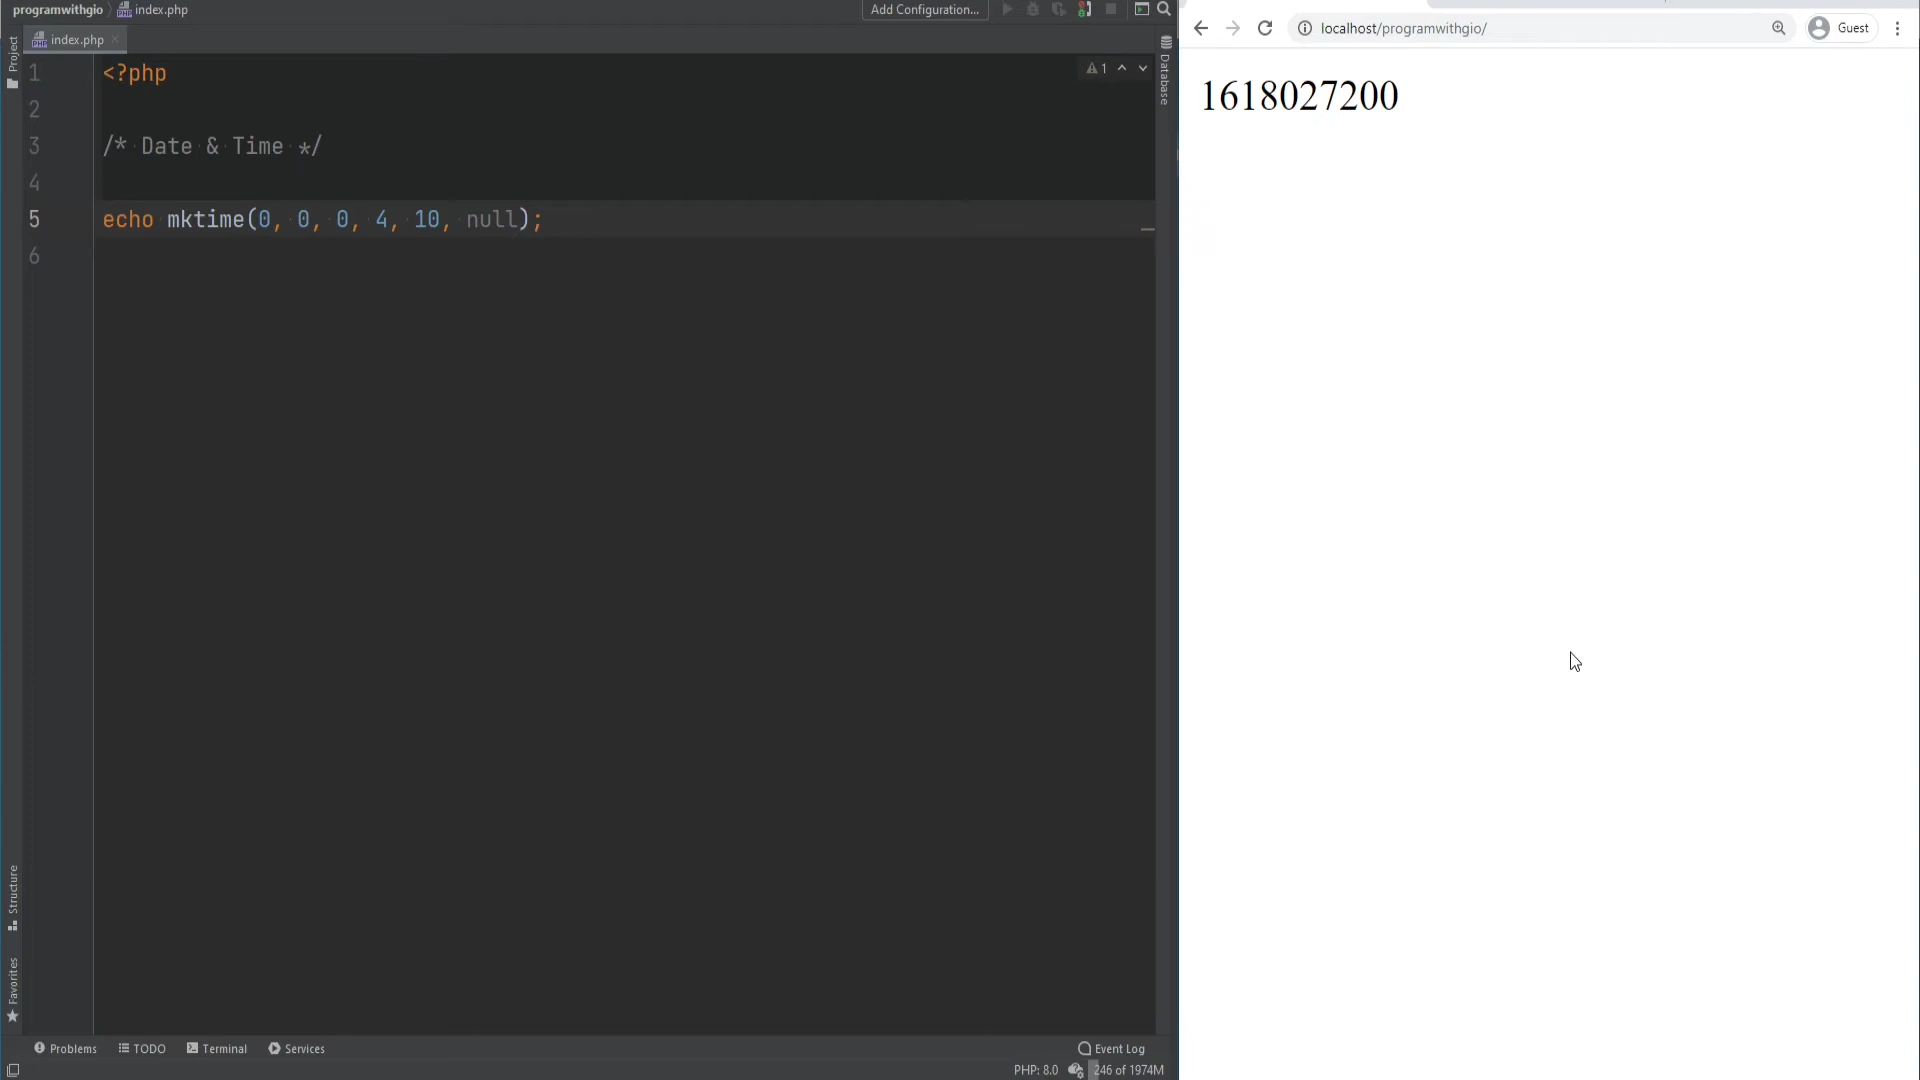 programwithgio
index.php
Add Configuration...
index.php
Project
1 <?php
2
3 /* Date & Time */
4
5 echo mktime(0, 0, 0, 4, 10, null);
6
1
Database
Structure
Favorites
Problems
TODO
Terminal
Services
Event Log
PHP: 8.0
246 of 1974M
localhost/programwithgio/
Guest
1618027200